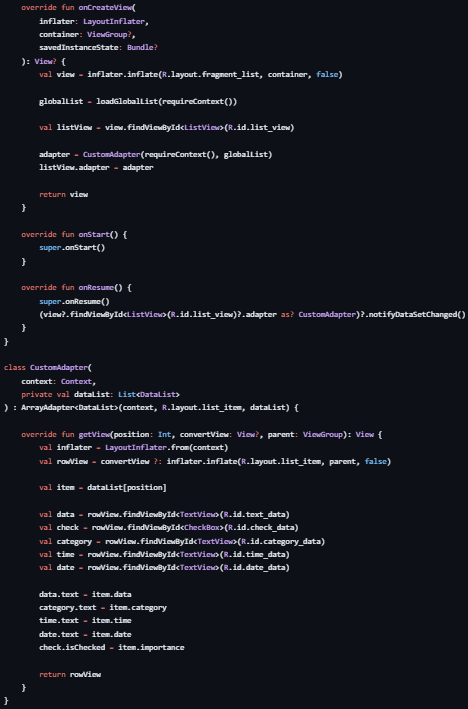 override fun onCreateView(
inflater: LayoutInflater,
container: ViewGroup?,
savedInstanceState: Bundle?
): View? {
val view = inflater.inflate(R.layout.fragment_list, container, false)
globalList = loadGlobalList(requireContext())
val listView = view.findViewById<ListView>(R.id.list_view)
adapter = CustomAdapter(requireContext(), globalList)
listView.adapter = adapter
return view
}
override fun onStart() {
super.onStart()
}
override fun onResume() {
super.onResume()
(view?.findViewById<ListView>(R.id.list_view)?.adapter as? CustomAdapter)?.notifyDataSetChanged()
}
}
class CustomAdapter(
context: Context,
private val dataList: List<DataList>
) : ArrayAdapter<DataList>(context, R.layout.list_item, dataList) {
override fun getView(position: Int, convertView: View?, parent: ViewGroup): View {
val inflater = LayoutInflater.from(context)
val rowView = convertView ?: inflater.inflate(R.layout.list_item, parent, false)
val item = dataList[position]
val data = rowView.findViewById<TextView>(R.id.text_data)
val check = rowView.findViewById<CheckBox>(R.id.check_data)
val category = rowView.findViewById<TextView>(R.id.category_data)
val time = rowView.findViewById<TextView>(R.id.time_data)
val date = rowView.findViewById<TextView>(R.id.date_data)
data.text = item.data
category.text = item.category
time.text = item.time
date.text = item.date
check.isChecked = item.importance
return rowView
}
}